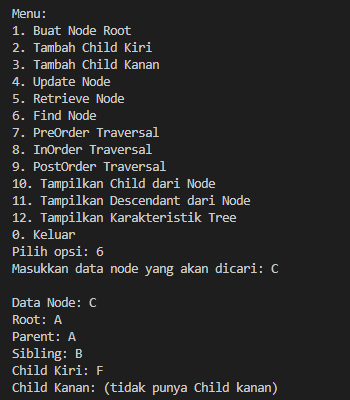 Menu:
1. Buat Node Root
2. Tambah Child Kiri
3. Tambah Child Kanan
4. Update Node
5. Retrieve Node
6. Find Node
7. PreOrder Traversal
8. InOrder Traversal
9. PostOrder Traversal
10. Tampilkan Child dari Node
11. Tampilkan Descendant dari Node
12. Tampilkan Karakteristik Tree
0. Keluar
Pilih opsi: 6
Masukkan data node yang akan dicari: C
Data Node: C
Root: A
Parent: A
Sibling: B
Child Kiri: F
Child Kanan: (tidak punya Child kanan)